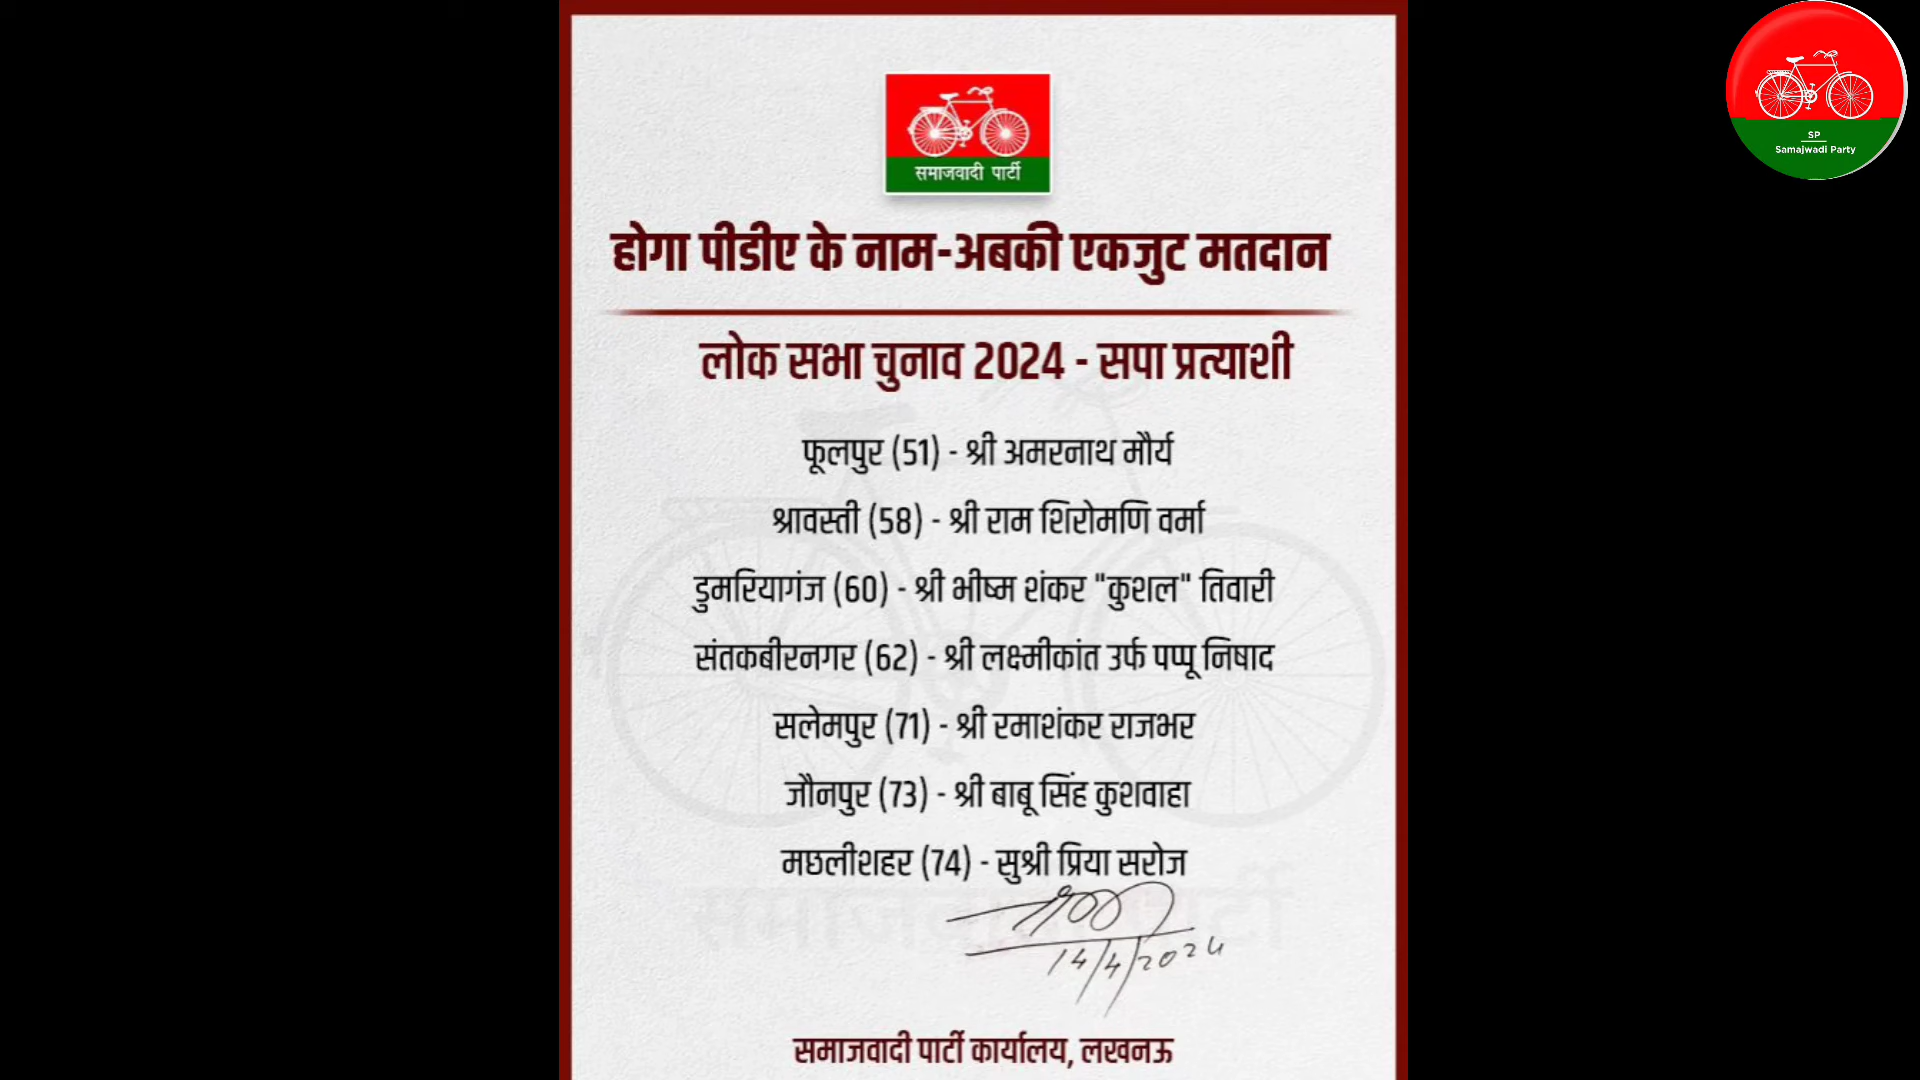 समाजवादी पार्टी
SP
Samajwadi Party
होगा पीडीए के नाम-अबकी एकजुट मतदान
लोक सभा चुनाव 2024 - सपा प्रत्याशी
फूलपुर (51) - श्री अमरनाथ मौर्य
श्रावस्ती (58) - श्री राम शिरोमणि वर्मा
डुमरियागंज (60) - श्री भीष्म शंकर "कुशल" तिवारी
संतकबीरनगर (62) - श्री लक्ष्मीकांत उर्फ पप्पू निषाद
सलेमपुर (71) - श्री रमाशंकर राजभर
जौनपुर (73) - श्री बाबू सिंह कुशवाहा
मछलीशहर (74) - सुश्री प्रिया सरोज
समाजवादी पार्टी
14/4/2024
समाजवादी पार्टी कार्यालय, लखनऊ